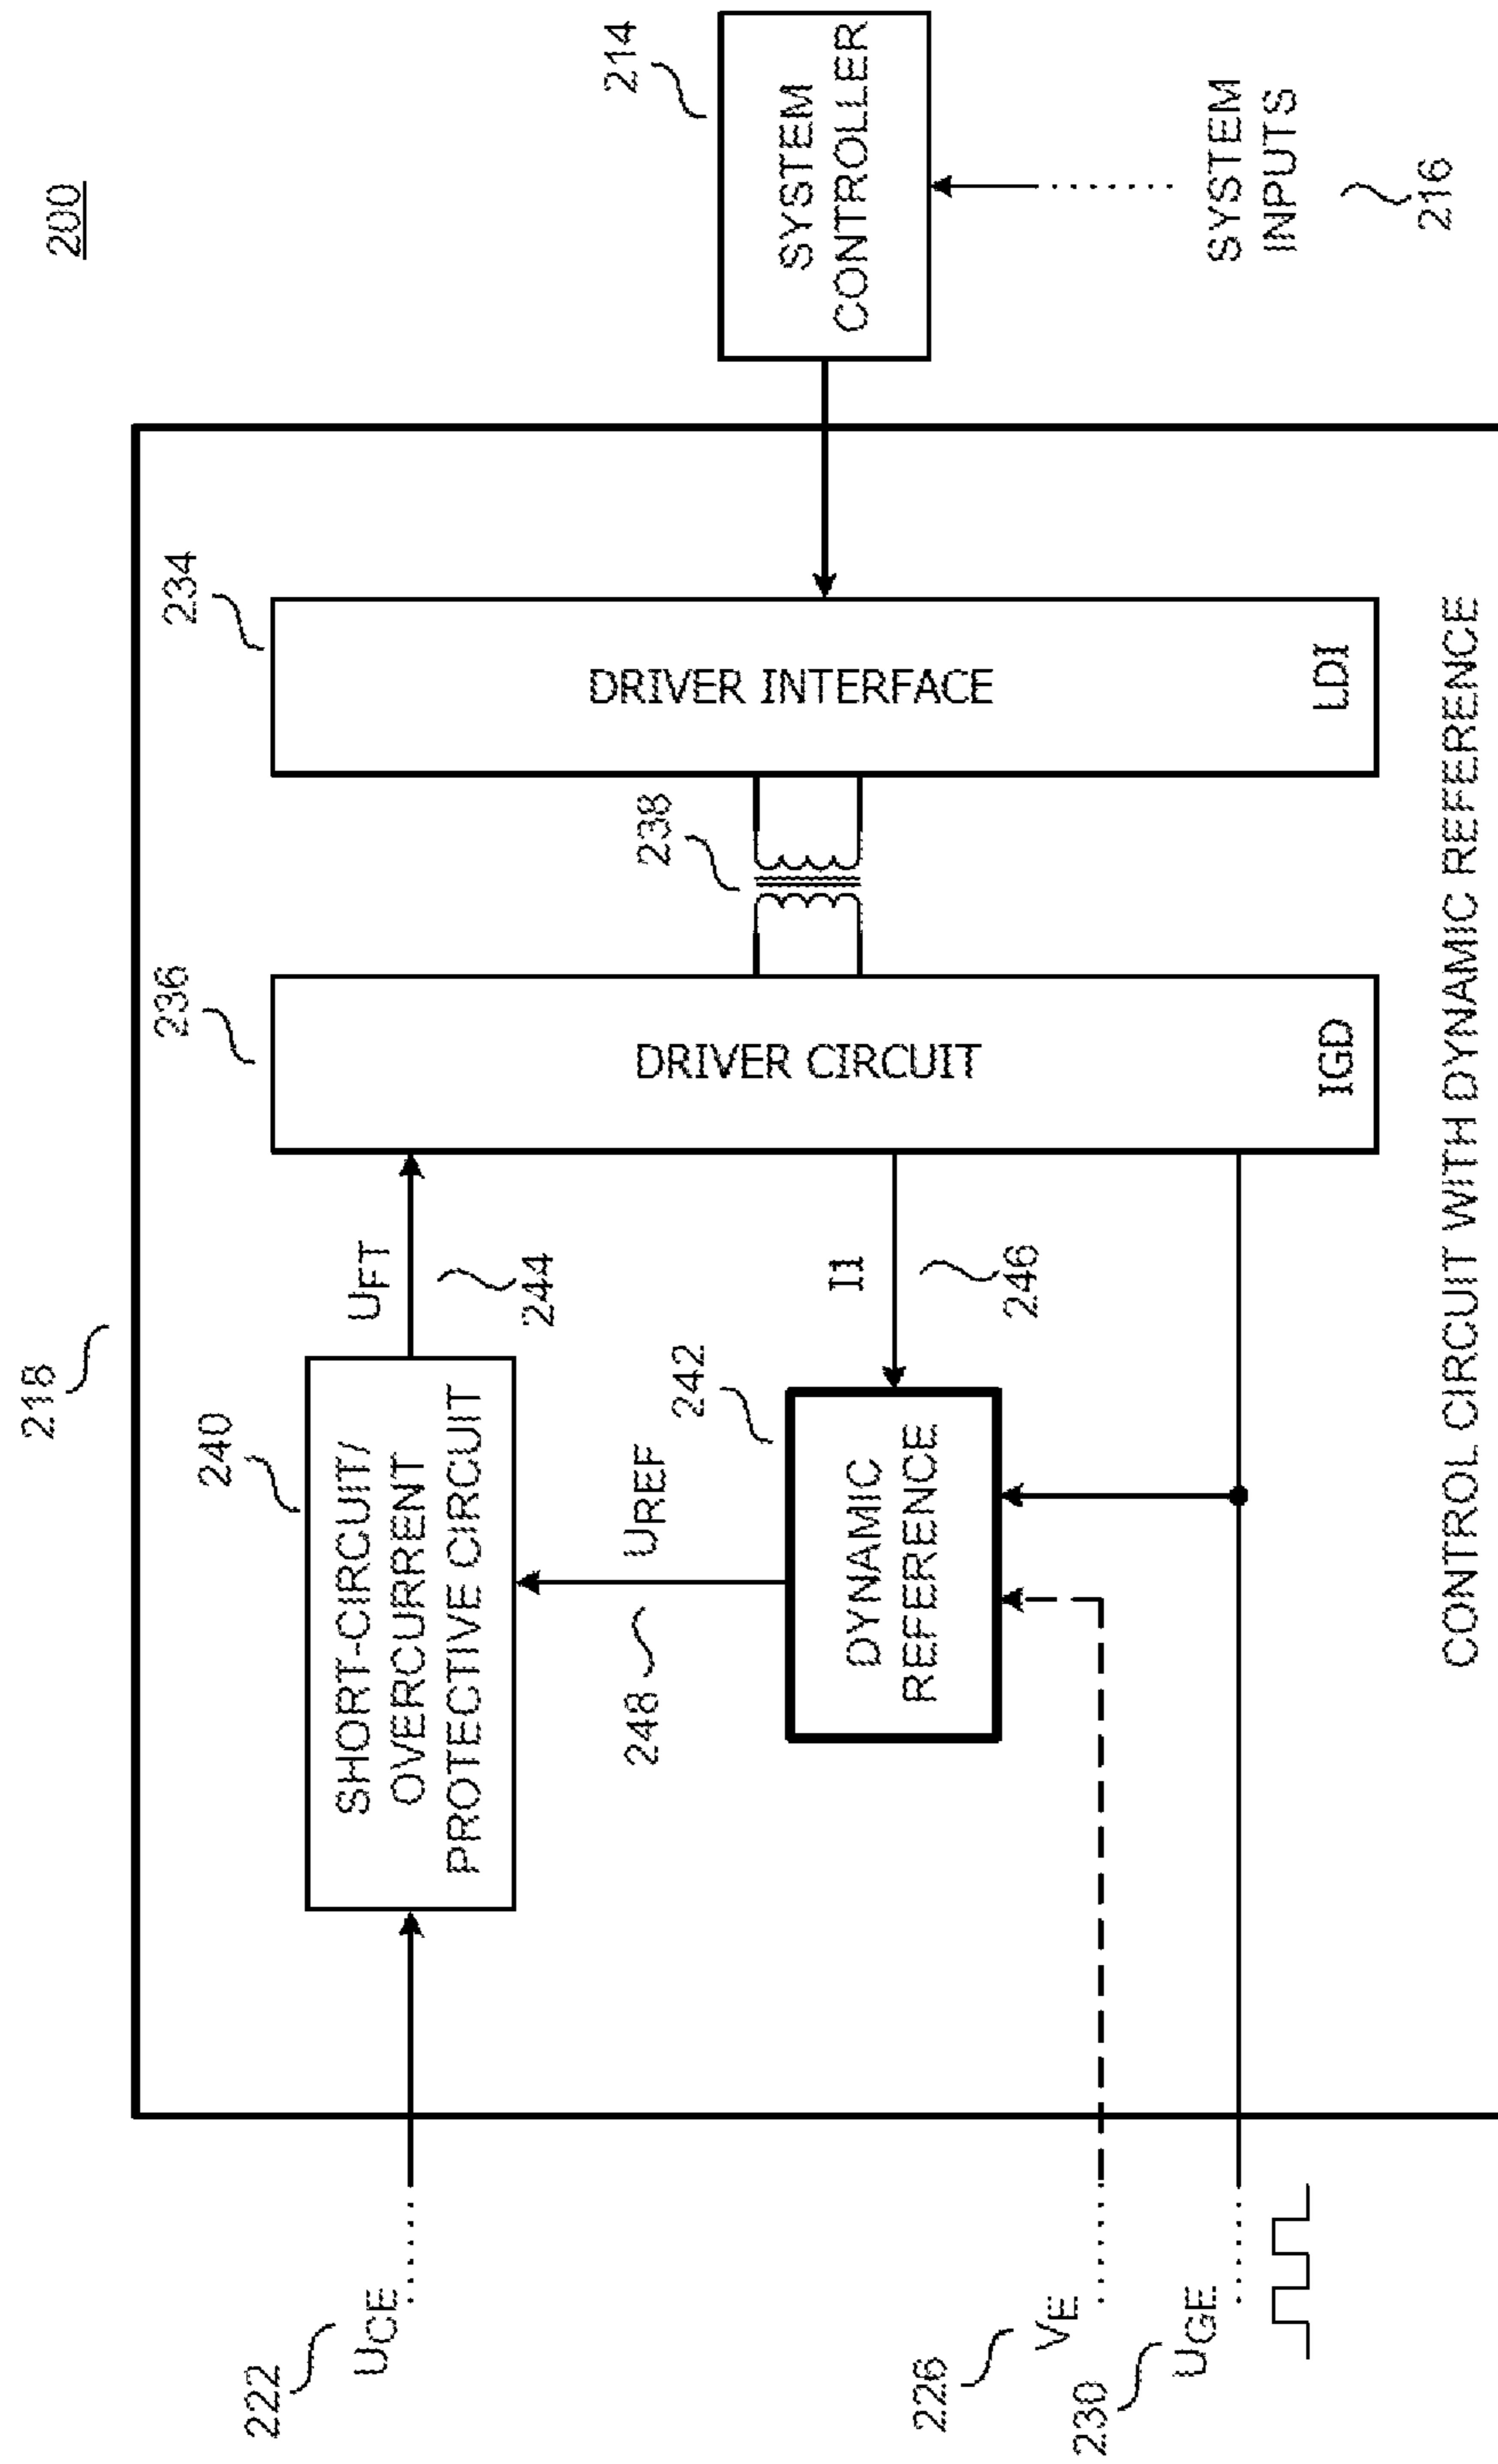 200
218
240
SHORT-CIRCUIT/
OVERCURRENT
PROTECTIVE CIRCUIT
222
UCE
UFT
244
236
DRIVER CIRCUIT
IGD
238
234
DRIVER INTERFACE
LDI
214
SYSTEM
CONTROLLER
SYSTEM
INPUTS
216
248
UREF
242
DYNAMIC
REFERENCE
I1
246
226
VE
230
UGE
CONTROL CIRCUIT WITH DYNAMIC REFERENCE